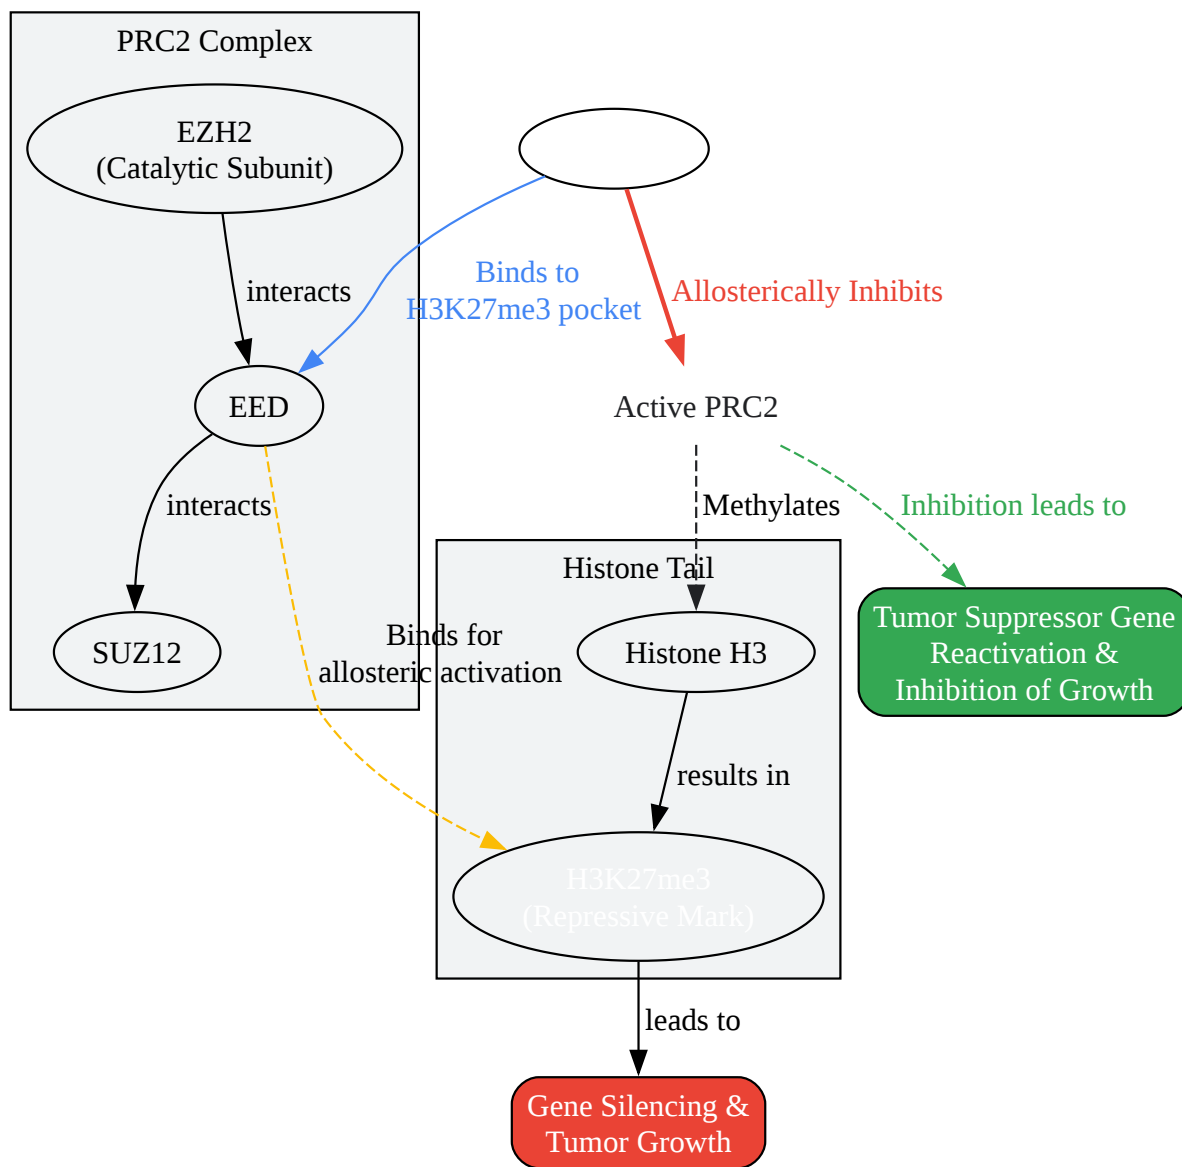 PRC2 Complex
EZH2
(Catalytic Subunit)
interacts
Binds to
H3K27me3 pocket
Allosterically Inhibits
EED
Active PRC2
interacts
Methylates
Inhibition leads to
Histone Tail
Tumor Suppressor Gene
Reactivation &
Inhibition of Growth
SUZ12
Binds for
allosteric activation
Histone H3
results in
H3K27me3
(Repressive Mark)
leads to
Gene Silencing &
Tumor Growth